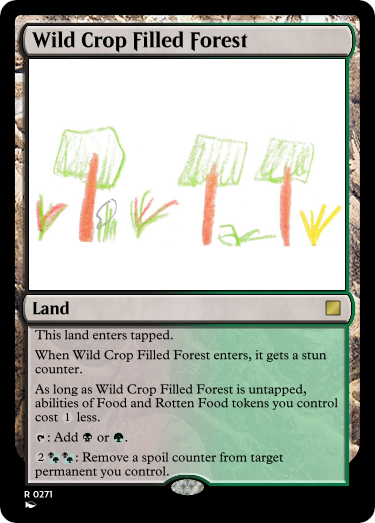 Wild Crop Filled Forest
Land
This land enters tapped.
When Wild Crop Filled Forest enters, it gets a stun
counter.
As long as Wild Crop Filled Forest is untapped,
abilities of Food and Rotten Food tokens you control
cost 1 less.
: Add or .
2 : Remove a spoil counter from target
permanent you control.
R 0271